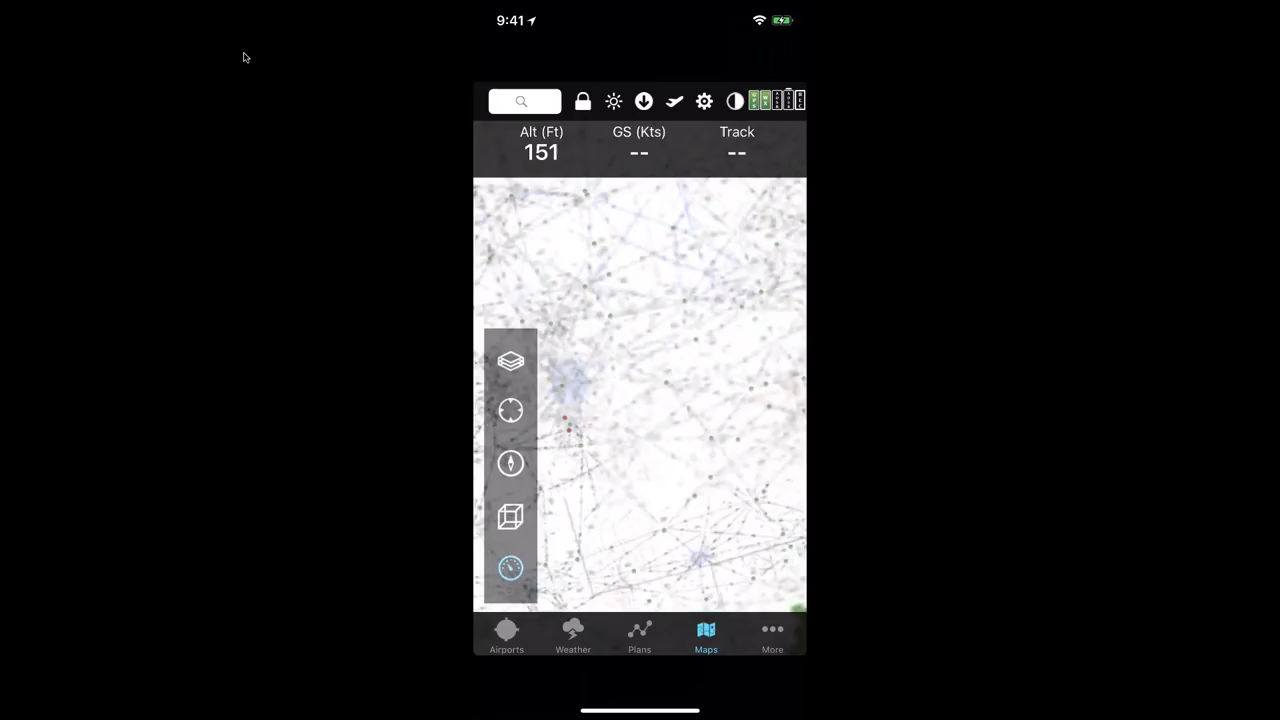 9:41
Alt (Ft) GS (Kts) Track
151 -- --
Airports Weather Plans Maps More